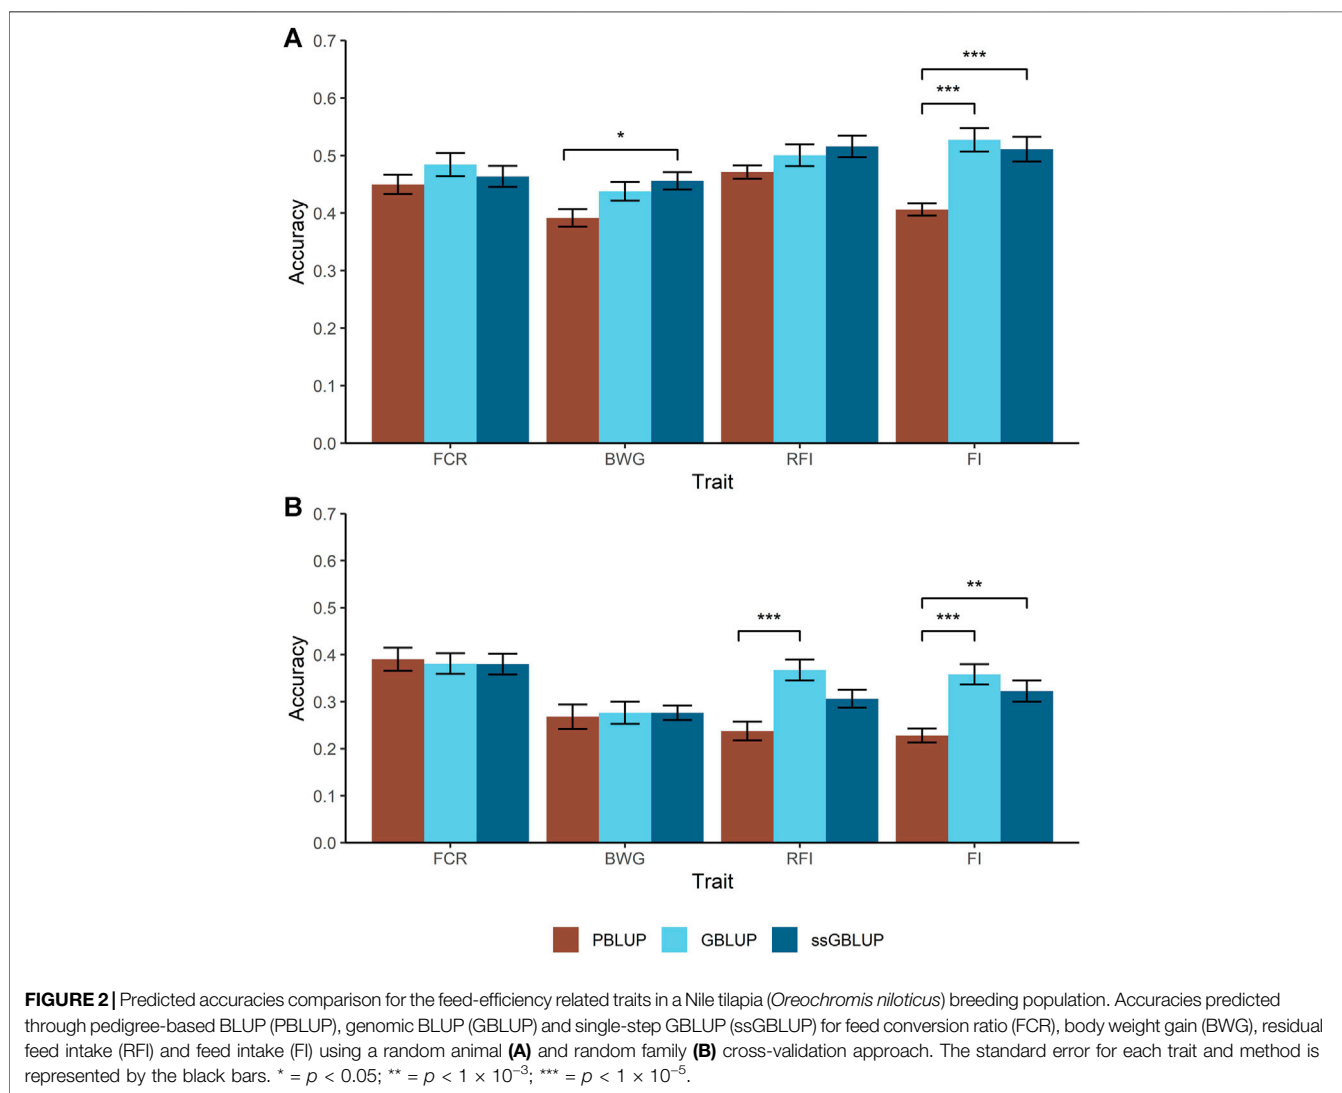 A
0.7
0.6
0.5
0.4
0.3
0.2
0.1
0.0
Accuracy
*
***
***
FCR BWG RFI FI
Trait
B
0.7
0.6
0.5
0.4
0.3
0.2
0.1
0.0
Accuracy
***
**
***
FCR BWG RFI FI
Trait
PBLUP GBLUP ssGBLUP
FIGURE 2 | Predicted accuracies comparison for the feed-efficiency related traits in a Nile tilapia (Oreochromis niloticus) breeding population. Accuracies predicted
through pedigree-based BLUP (PBLUP), genomic BLUP (GBLUP) and single-step GBLUP (ssGBLUP) for feed conversion ratio (FCR), body weight gain (BWG), residual
feed intake (RFI) and feed intake (FI) using a random animal (A) and random family (B) cross-validation approach. The standard error for each trait and method is
represented by the black bars. * = p < 0.05; ** = p < 1 × 10⁻³; *** = p < 1 × 10⁻⁵.